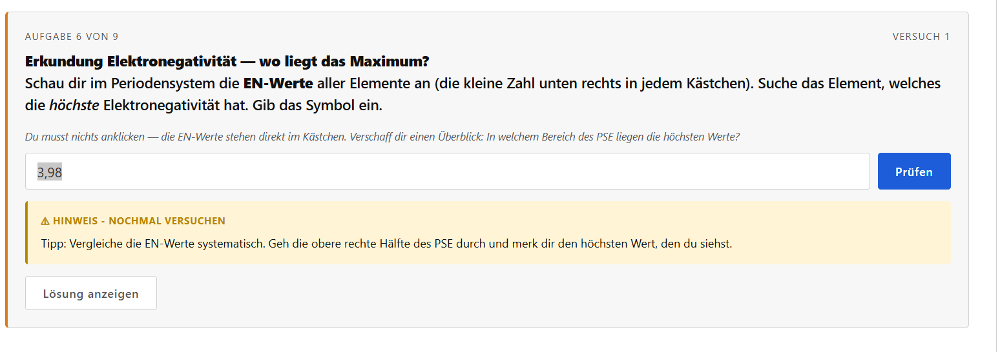 AUFGABE 6 VON 9
VERSUCH 1
Erkundung Elektronegativität — wo liegt das Maximum?
Schau dir im Periodensystem die EN-Werte aller Elemente an (die kleine Zahl unten rechts in jedem Kästchen). Suche das Element, welches
die höchste Elektronegativität hat. Gib das Symbol ein.
Du musst nichts anklicken — die EN-Werte stehen direkt im Kästchen. Verschaff dir einen Überblick: In welchem Bereich des PSE liegen die höchsten Werte?
3,98
Prüfen
⚠ HINWEIS - NOCHMAL VERSUCHEN
Tipp: Vergleiche die EN-Werte systematisch. Geh die obere rechte Hälfte des PSE durch und merk dir den höchsten Wert, den du siehst.
Lösung anzeigen